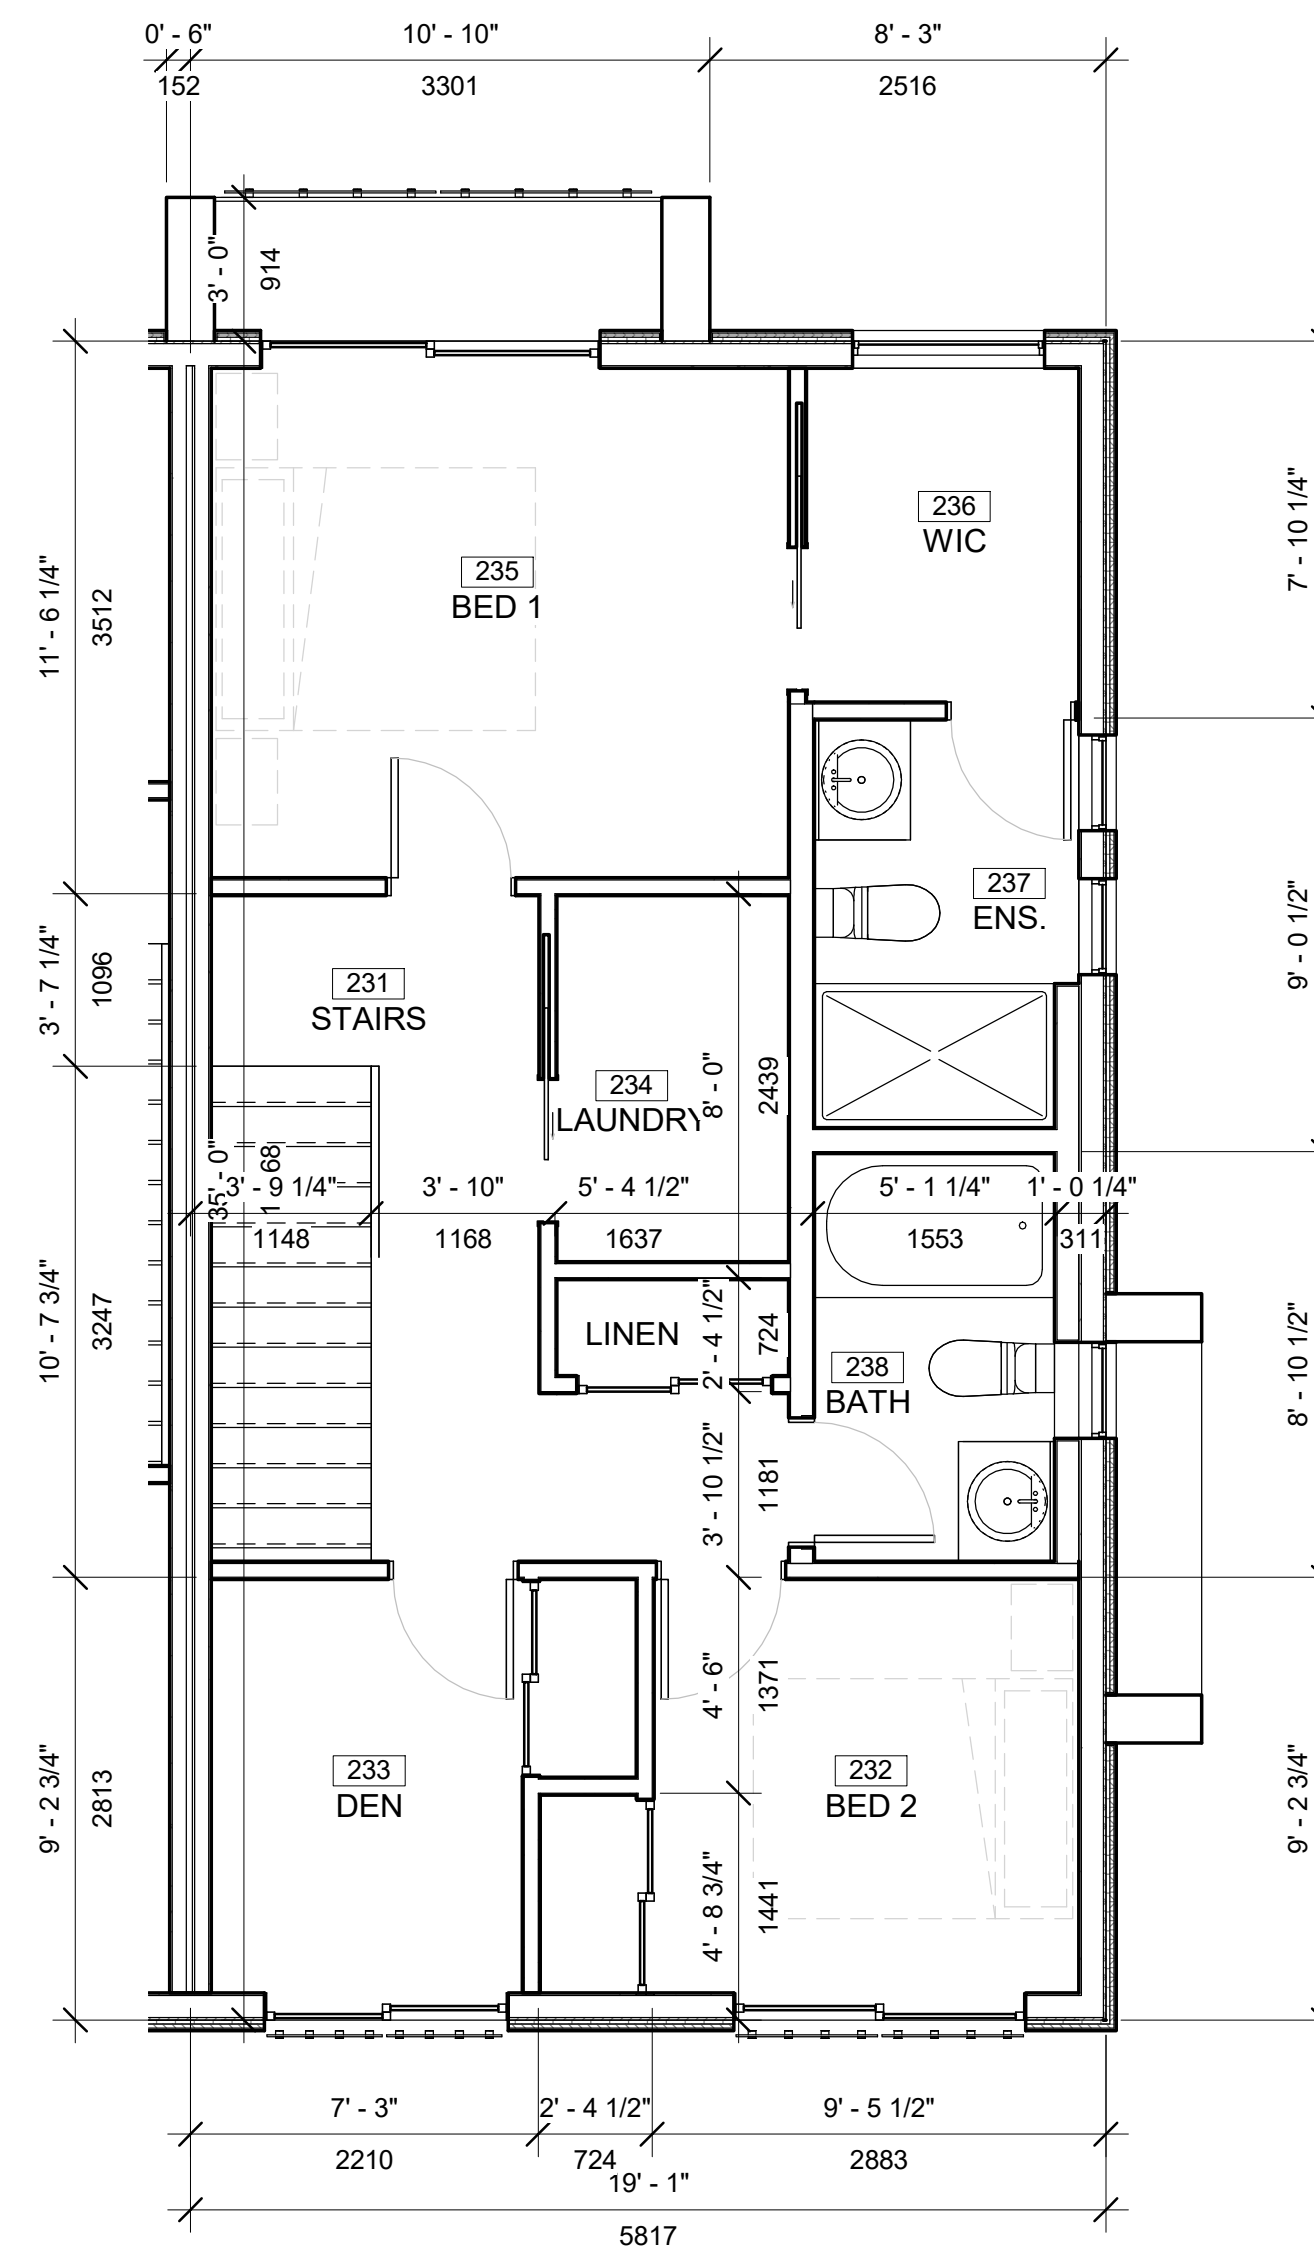 0' - 6"
10' - 10"
8' - 3"
152
3301
2516
3' - 0"
914
11' - 6 1/4"
3512
7' - 10 1/4"
236
WIC
235
BED 1
237
ENS.
9' - 0 1/2"
3' - 7 1/4"
1096
231
STAIRS
234
LAUNDRY
8' - 0"
2439
35' - 0"
68
3' - 9 1/4"
3' - 10"
5' - 4 1/2"
5' - 1 1/4"
1' - 0 1/4"
1148
1168
1637
1553
311
10' - 7 3/4"
3247
LINEN
2' - 4 1/2"
724
238
BATH
8' - 10 1/2"
3' - 10 1/2"
1181
4' - 6"
1371
9' - 2 3/4"
2813
233
DEN
232
BED 2
9' - 2 3/4"
4' - 8 3/4"
1441
7' - 3"
2' - 4 1/2"
9' - 5 1/2"
2210
724
2883
19' - 1"
5817